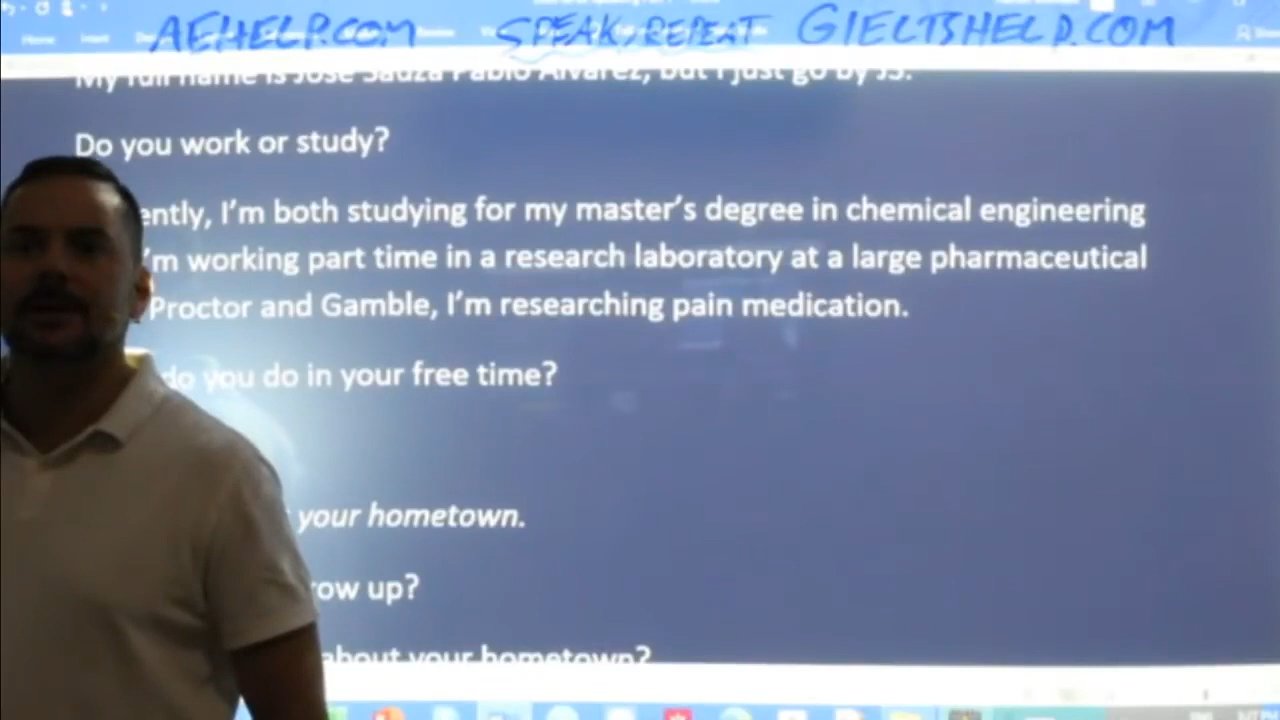 AEHELP.COM SPEAK, REPEAT GIELTSHELP.COM
Home Insert
My full name is Jose Sauza Pablo Alvarez, but I just go by JS.
Do you work or study?
ently, I'm both studying for my master's degree in chemical engineering
'm working part time in a research laboratory at a large pharmaceutical
Proctor and Gamble, I'm researching pain medication.
do you do in your free time?
your hometown.
row up?
about your hometown?